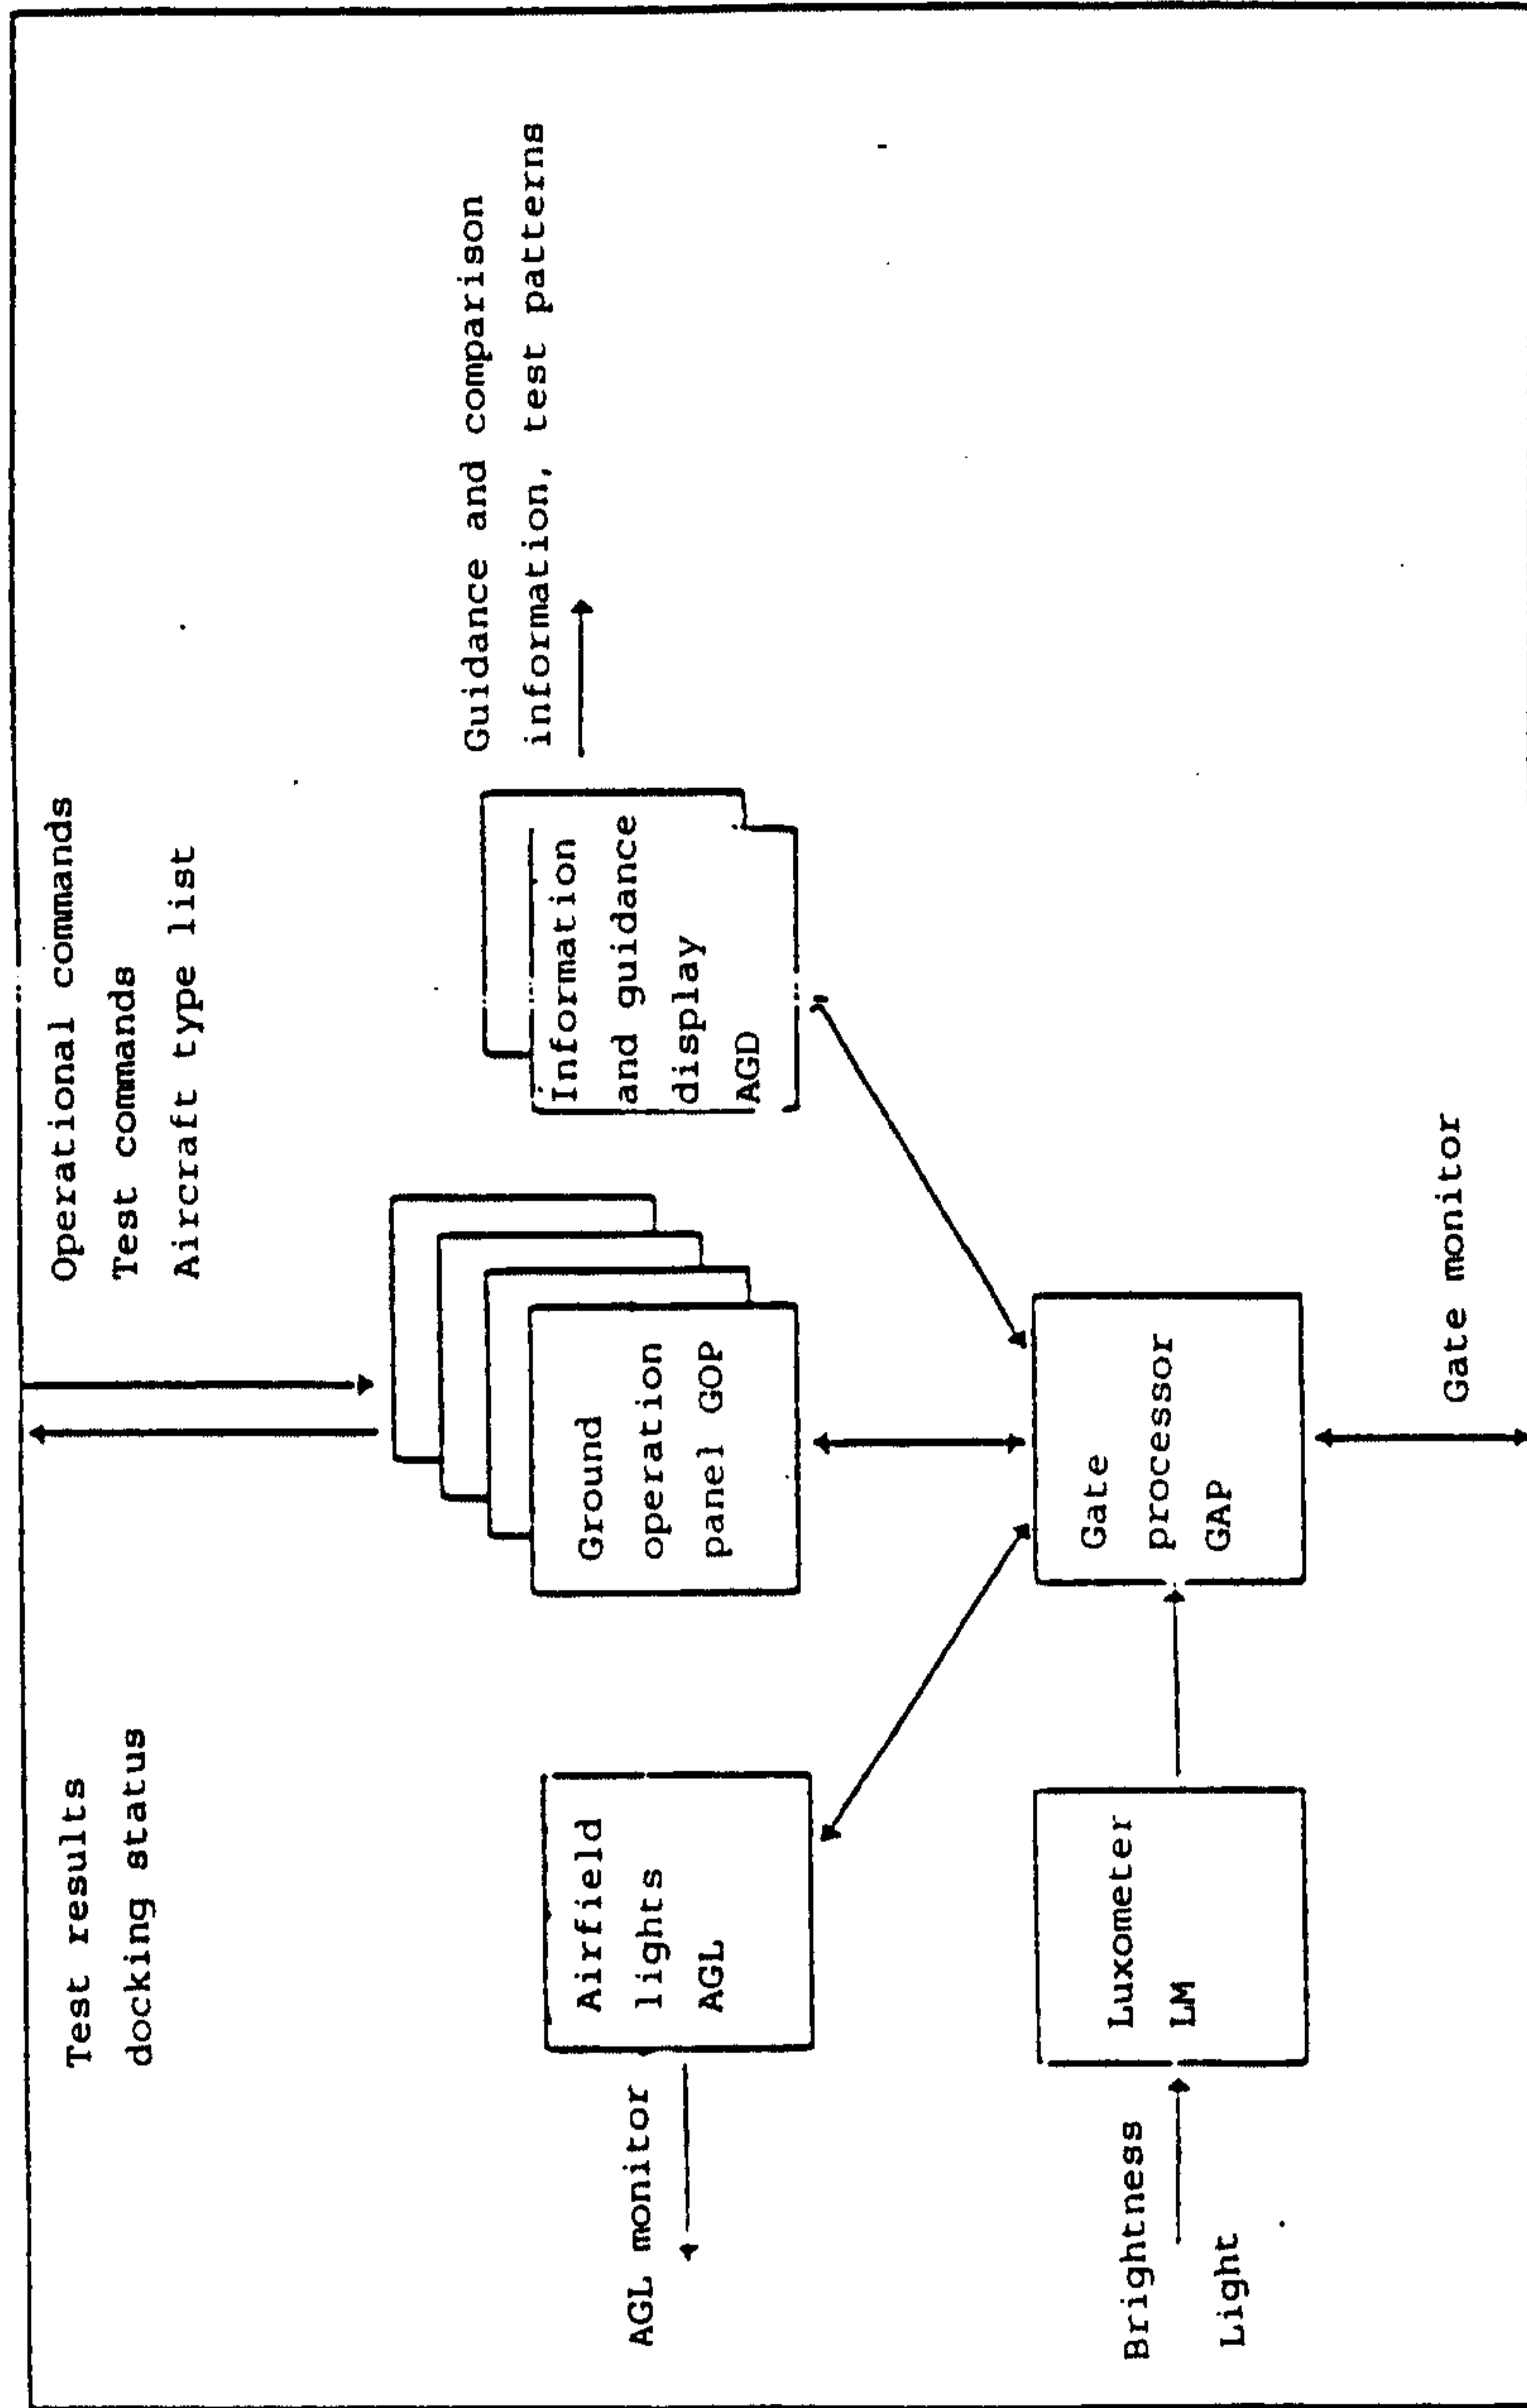 Test results
docking status
Operational commands
Test commands
Aircraft type list
Guidance and comparison
information, test patterns
AGL monitor
Airfield
lights
AGL
Ground
operation
panel GOP
Information
and guidance
display
AGD
Brightness
Light
Luxometer
LM
Gate
processor
GAP
Gate monitor